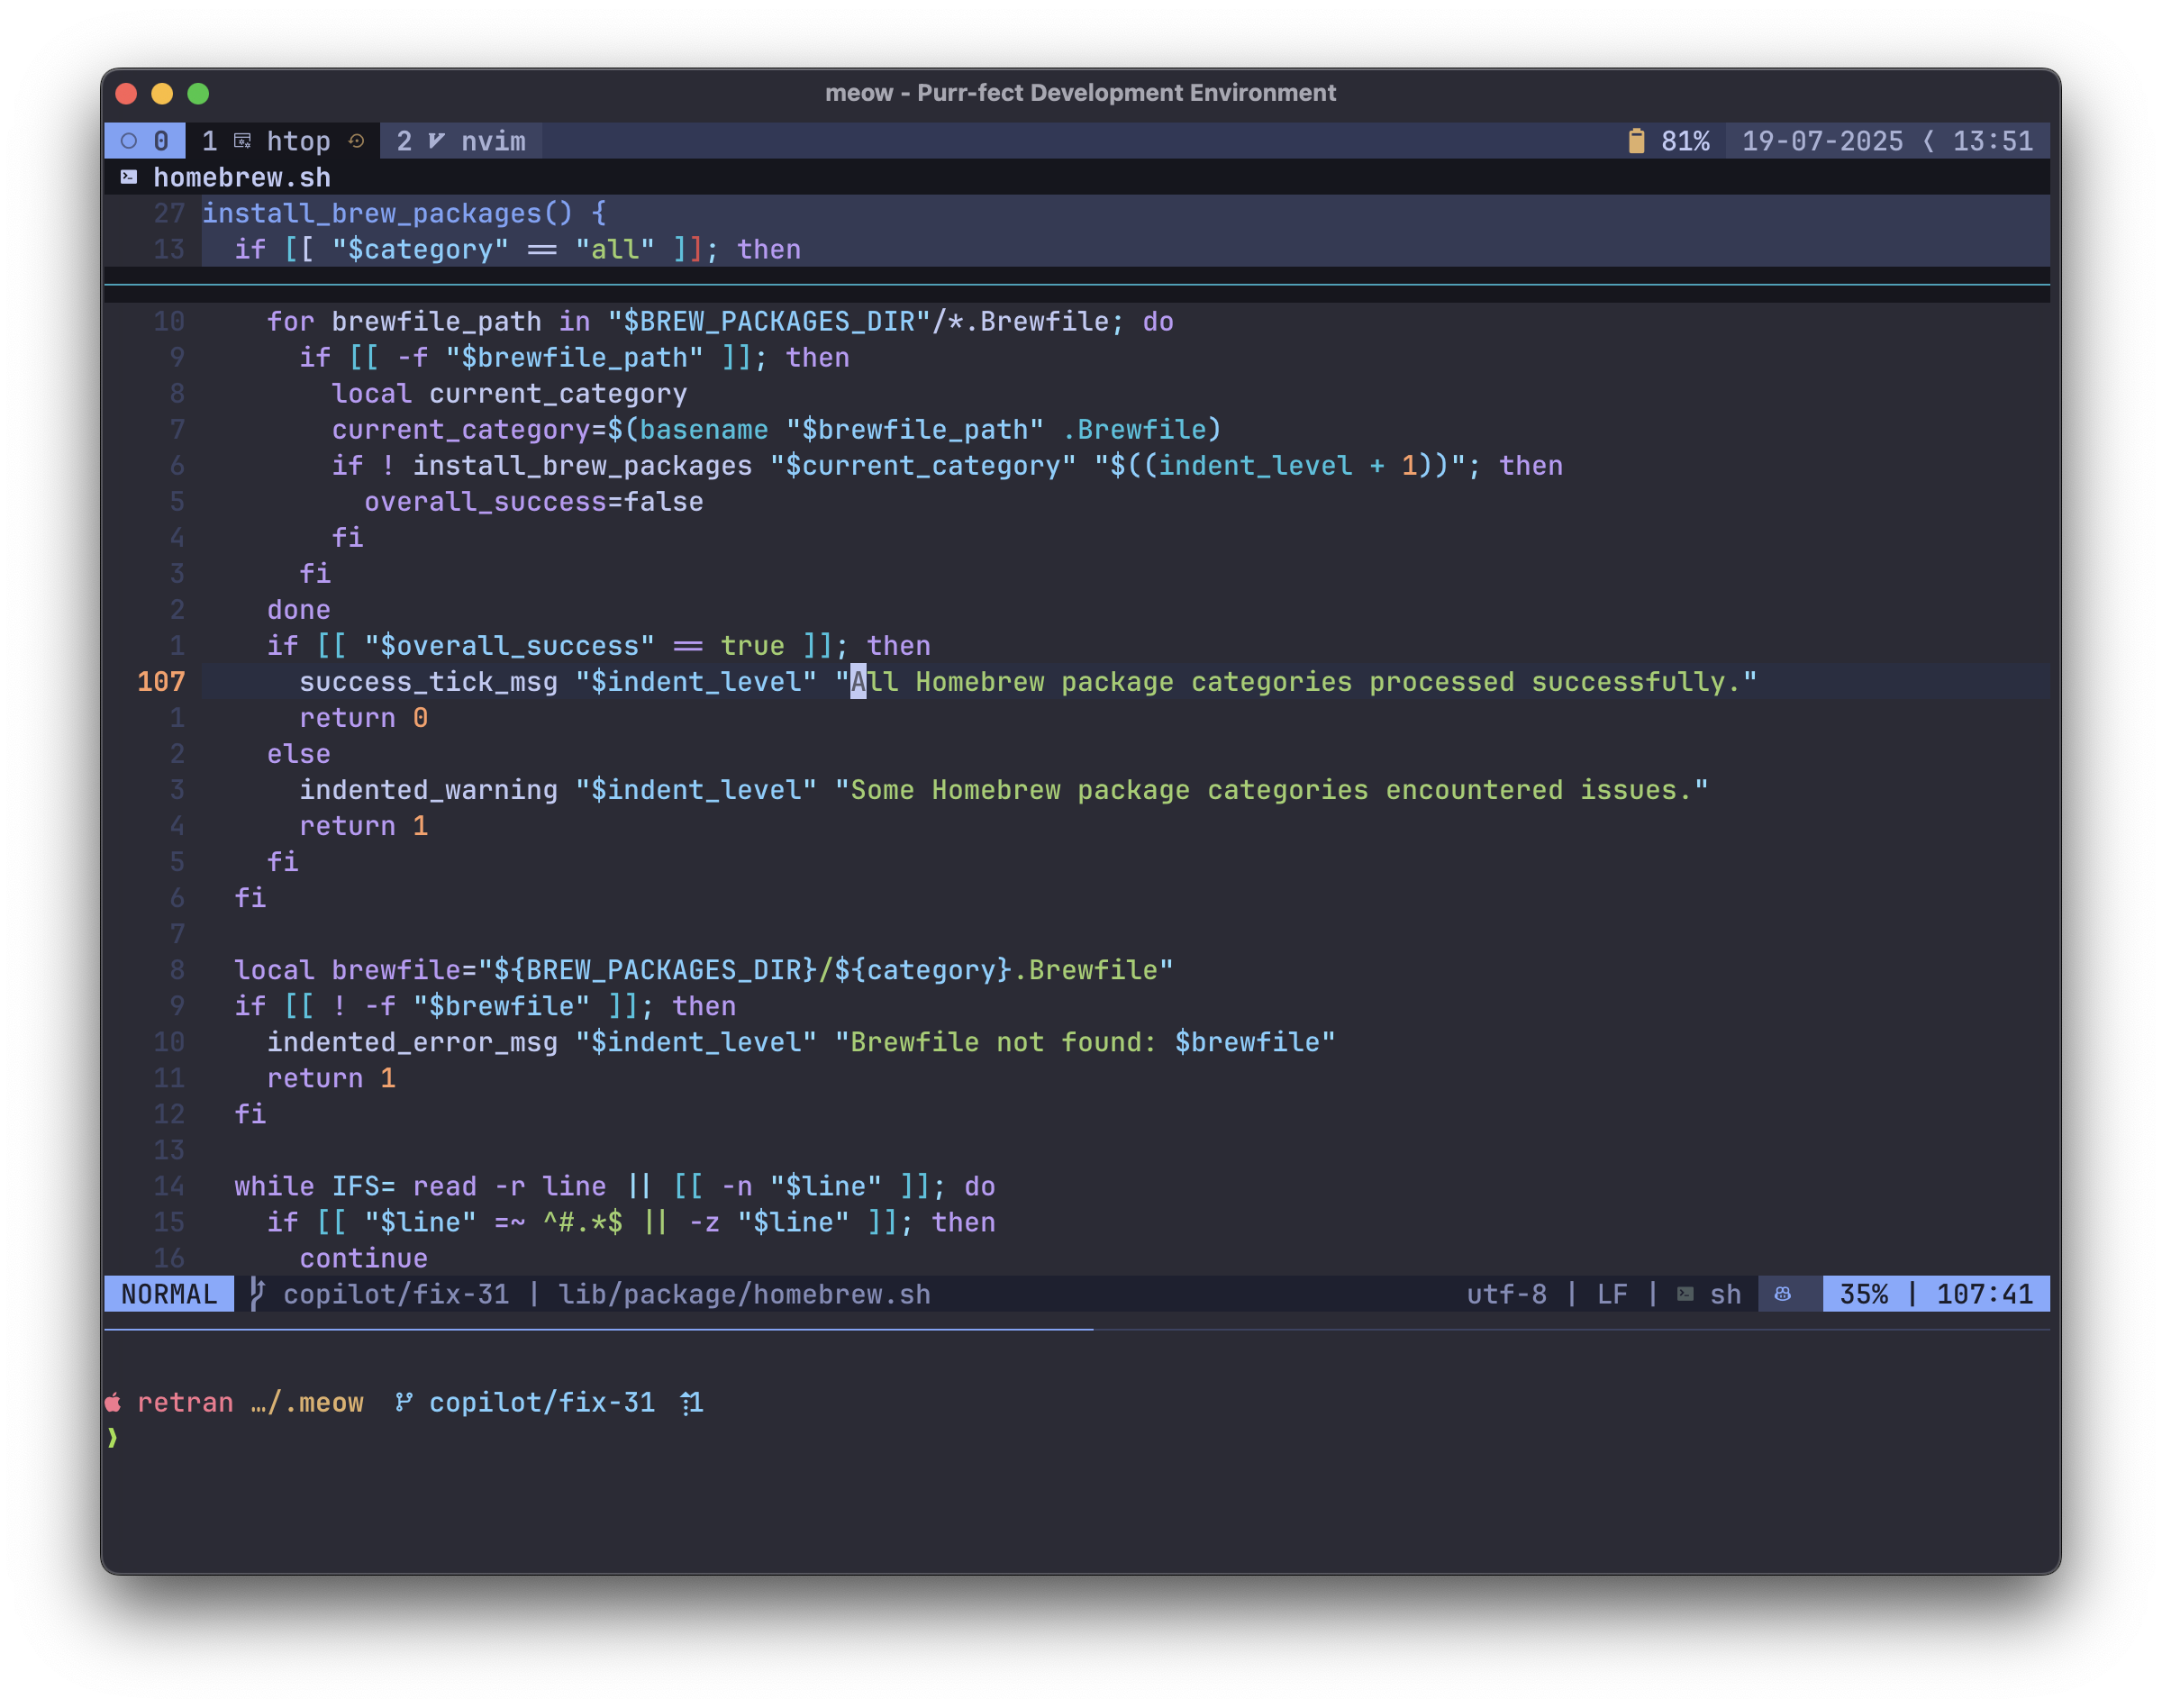 meow - Purr-fect Development Environment
0 1 htop 2 nvim 81% 19-07-2025 13:51
homebrew.sh
27 install_brew_packages() {
13   if [[ "$category" == "all" ]]; then
10     for brewfile_path in "$BREW_PACKAGES_DIR"/*.Brewfile; do
9       if [[ -f "$brewfile_path" ]]; then
8         local current_category
7         current_category=$(basename "$brewfile_path" .Brewfile)
6         if ! install_brew_packages "$current_category" "$((indent_level + 1))"; then
5           overall_success=false
4         fi
3       fi
2     done
1     if [[ "$overall_success" == true ]]; then
107       success_tick_msg "$indent_level" "All Homebrew package categories processed successfully."
1       return 0
2     else
3       indented_warning "$indent_level" "Some Homebrew package categories encountered issues."
4       return 1
5     fi
6   fi
7
8   local brewfile="${BREW_PACKAGES_DIR}/${category}.Brewfile"
9   if [[ ! -f "$brewfile" ]]; then
10     indented_error_msg "$indent_level" "Brewfile not found: $brewfile"
11     return 1
12   fi
13
14   while IFS= read -r line || [[ -n "$line" ]]; do
15     if [[ "$line" =~ ^#.*$ || -z "$line" ]]; then
16       continue
NORMAL copilot/fix-31 | lib/package/homebrew.sh utf-8 | LF | sh 35% | 107:41
retran …/.meow copilot/fix-31 ⇡1
❯